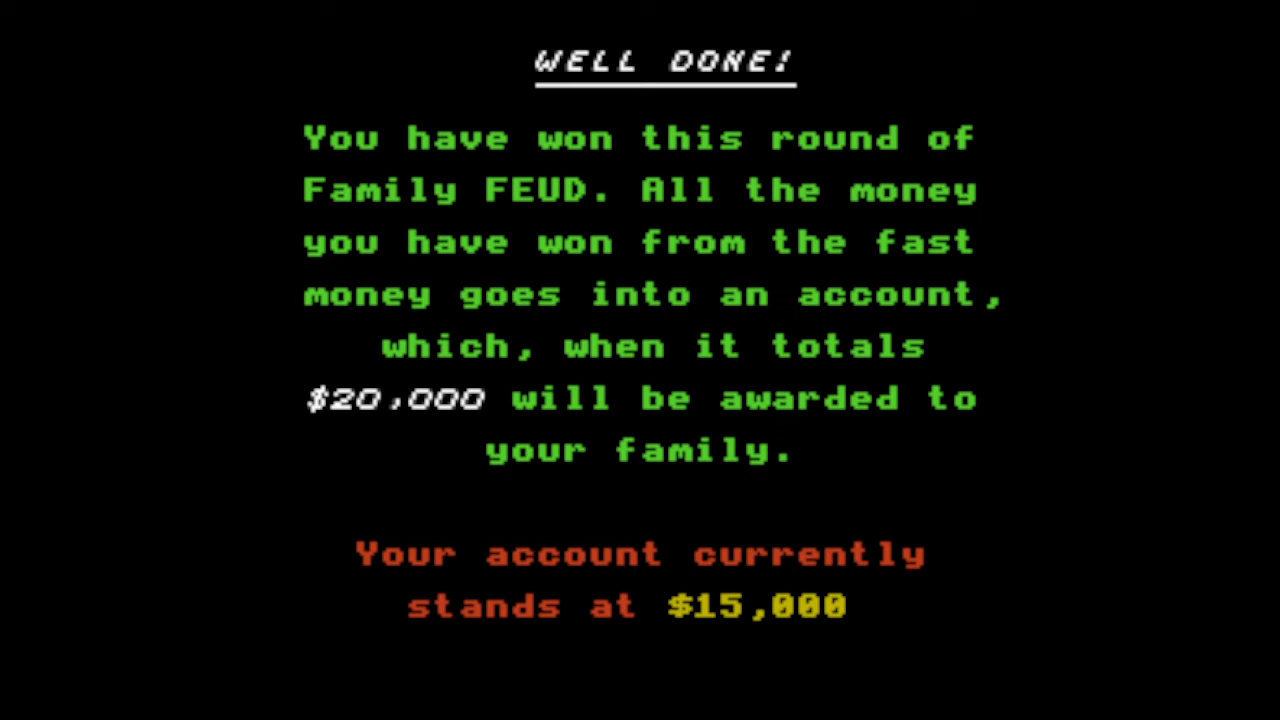 WELL DONE!
You have won this round of
Family FEUD. All the money
you have won from the fast
money goes into an account,
which, when it totals
$20,000 will be awarded to
your family.
Your account currently
stands at $15,000